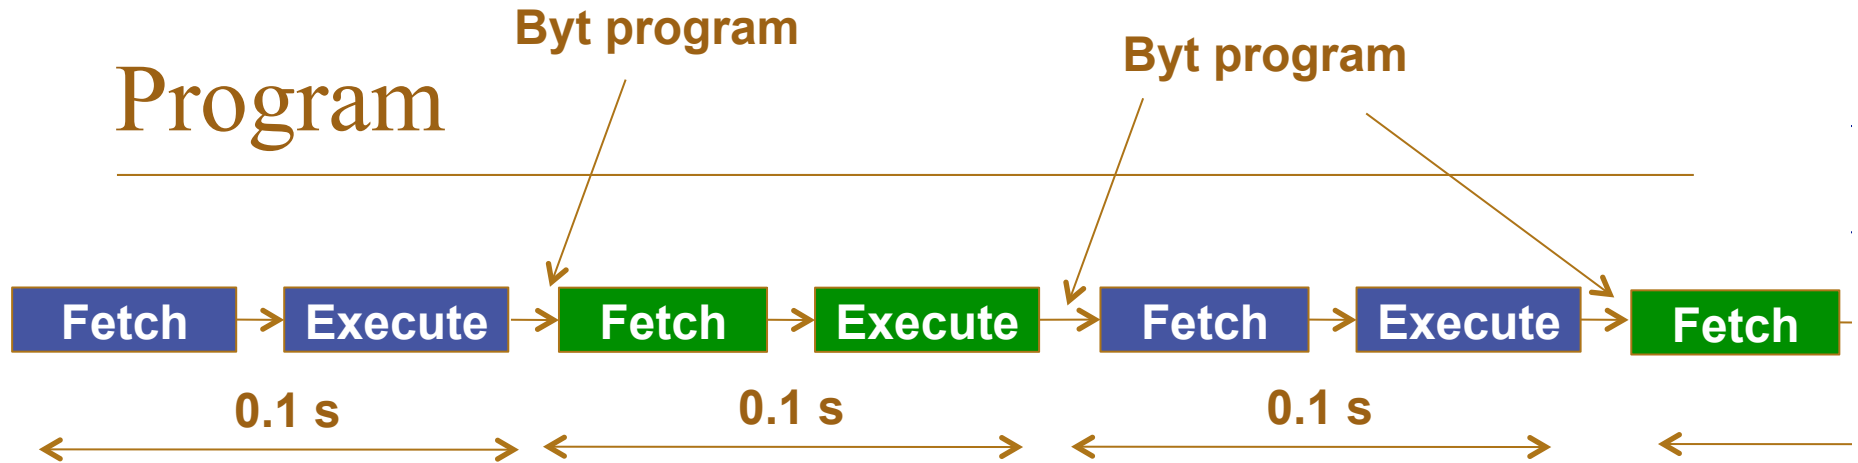 Byt program
Byt program
Program
Fetch
Execute
Fetch
Execute
Fetch
Execute
Fetch
0.1 s
0.1 s
0.1 s